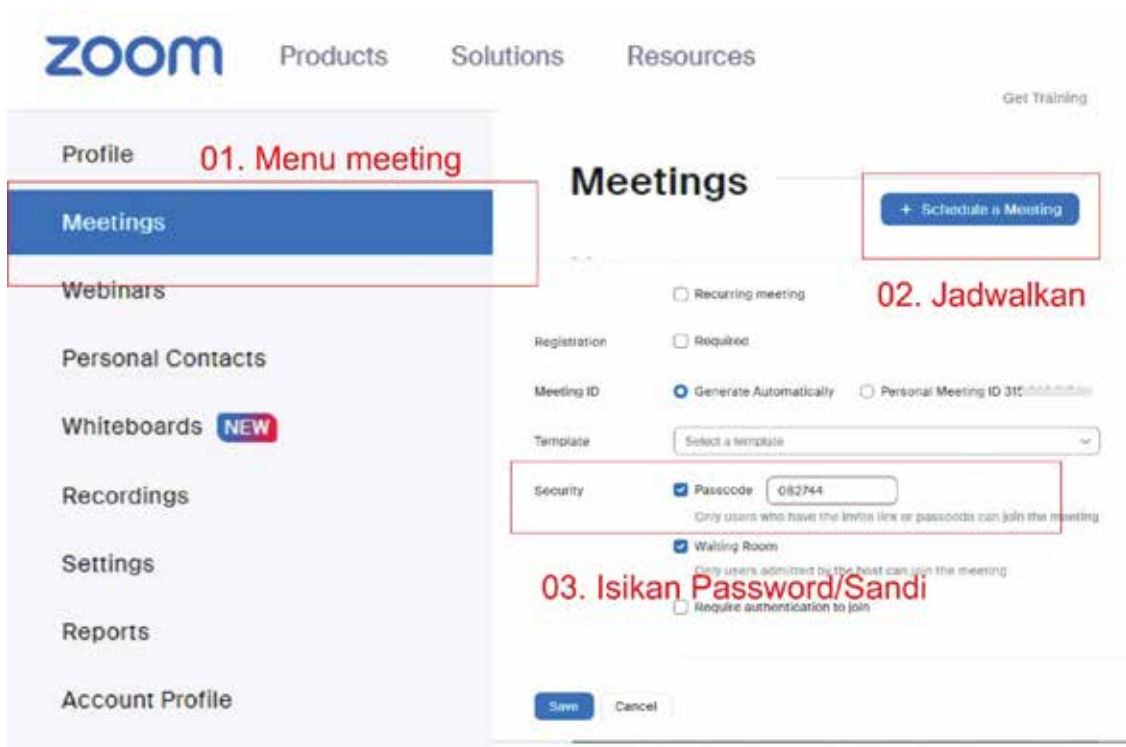 zoom Products Solutions Resources
Get Training
Profile
01. Menu meeting
Meetings
Webinars
Personal Contacts
Whiteboards NEW
Recordings
Settings
Reports
Account Profile
Meetings
+ Schedule a Meeting
02. Jadwalkan
Recurring meeting
Registration Required
Meeting ID Generate Automatically Personal Meeting ID 315
Template Select a template
Security Passcode 082744
Only users who have the invite link or passcode can join the meeting
Waiting Room
Only users admitted by the host can join the meeting
03. Isikan Password/Sandi
Require authentication to join
Save Cancel